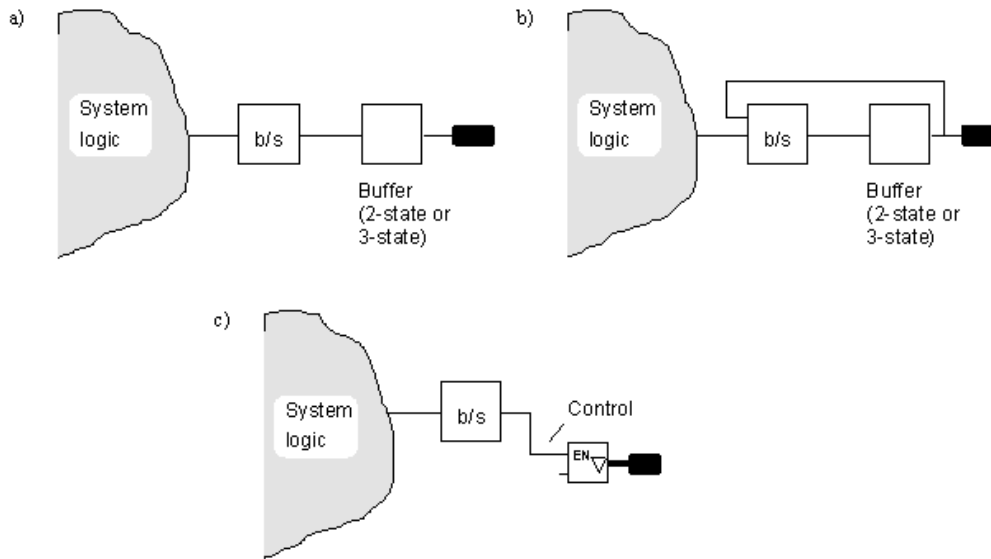 a)
System
logic
b/s
Buffer
(2-state or
3-state)
b)
System
logic
b/s
Buffer
(2-state or
3-state)
c)
System
logic
b/s
Control
EN